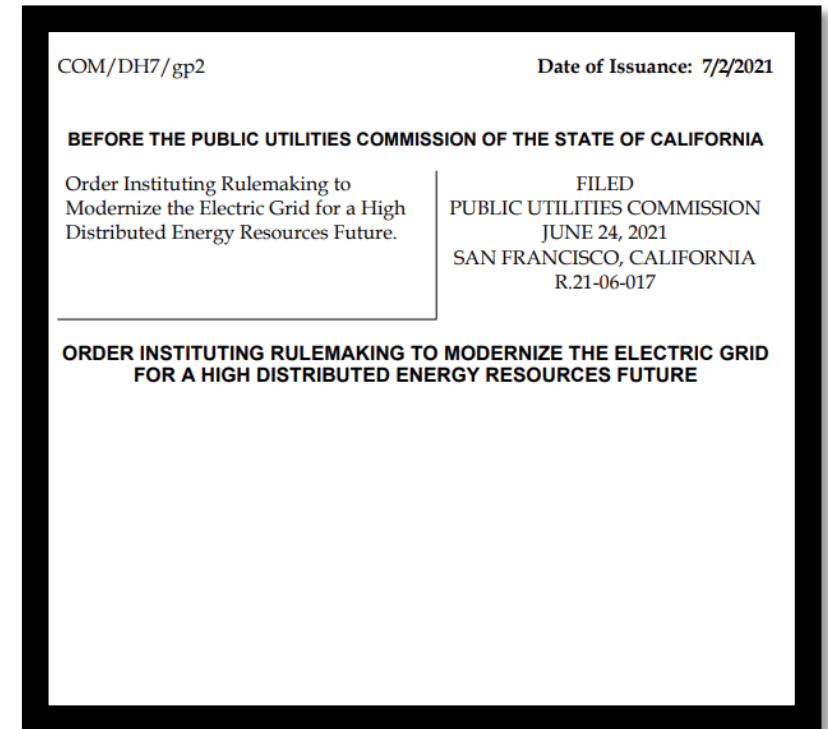 COM/DH7/gp2
Date of Issuance: 7/2/2021
BEFORE THE PUBLIC UTILITIES COMMISSION OF THE STATE OF CALIFORNIA
Order Instituting Rulemaking to
Modernize the Electric Grid for a High
Distributed Energy Resources Future.
FILED
PUBLIC UTILITIES COMMISSION
JUNE 24, 2021
SAN FRANCISCO, CALIFORNIA
R.21-06-017
ORDER INSTITUTING RULEMAKING TO MODERNIZE THE ELECTRIC GRID
FOR A HIGH DISTRIBUTED ENERGY RESOURCES FUTURE